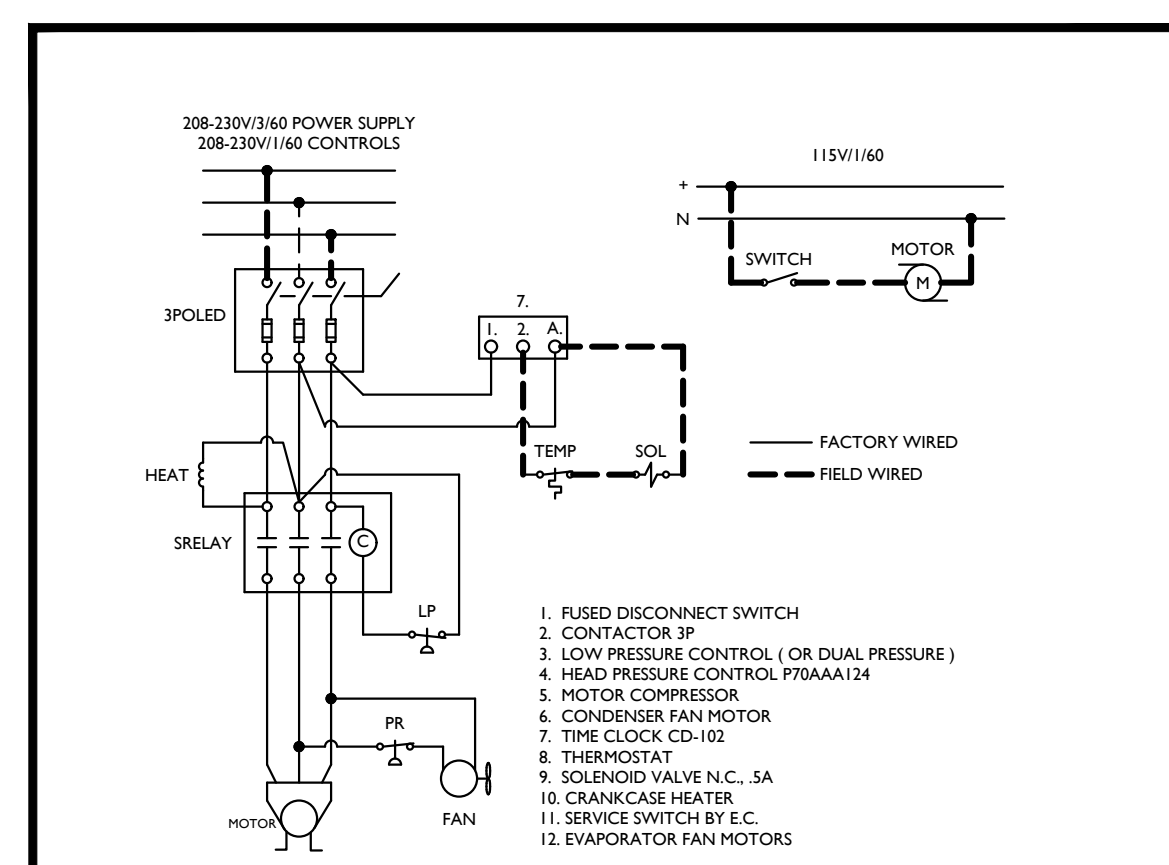 208-230V/3/60 POWER SUPPLY
208-230V/1/60 CONTROLS
115V/1/60
+
N
SWITCH
MOTOR
M
3POLED
7.
1. 2. A.
TEMP
SOL
FACTORY WIRED
FIELD WIRED
HEAT
SRELAY
C
LP
PR
FAN
MOTOR
1. FUSED DISCONNECT SWITCH
2. CONTACTOR 3P
3. LOW PRESSURE CONTROL ( OR DUAL PRESSURE )
4. HEAD PRESSURE CONTROL P70AAA124
5. MOTOR COMPRESSOR
6. CONDENSER FAN MOTOR
7. TIME CLOCK CD-102
8. THERMOSTAT
9. SOLENOID VALVE N.C., .5A
10. CRANKCASE HEATER
11. SERVICE SWITCH BY E.C.
12. EVAPORATOR FAN MOTORS